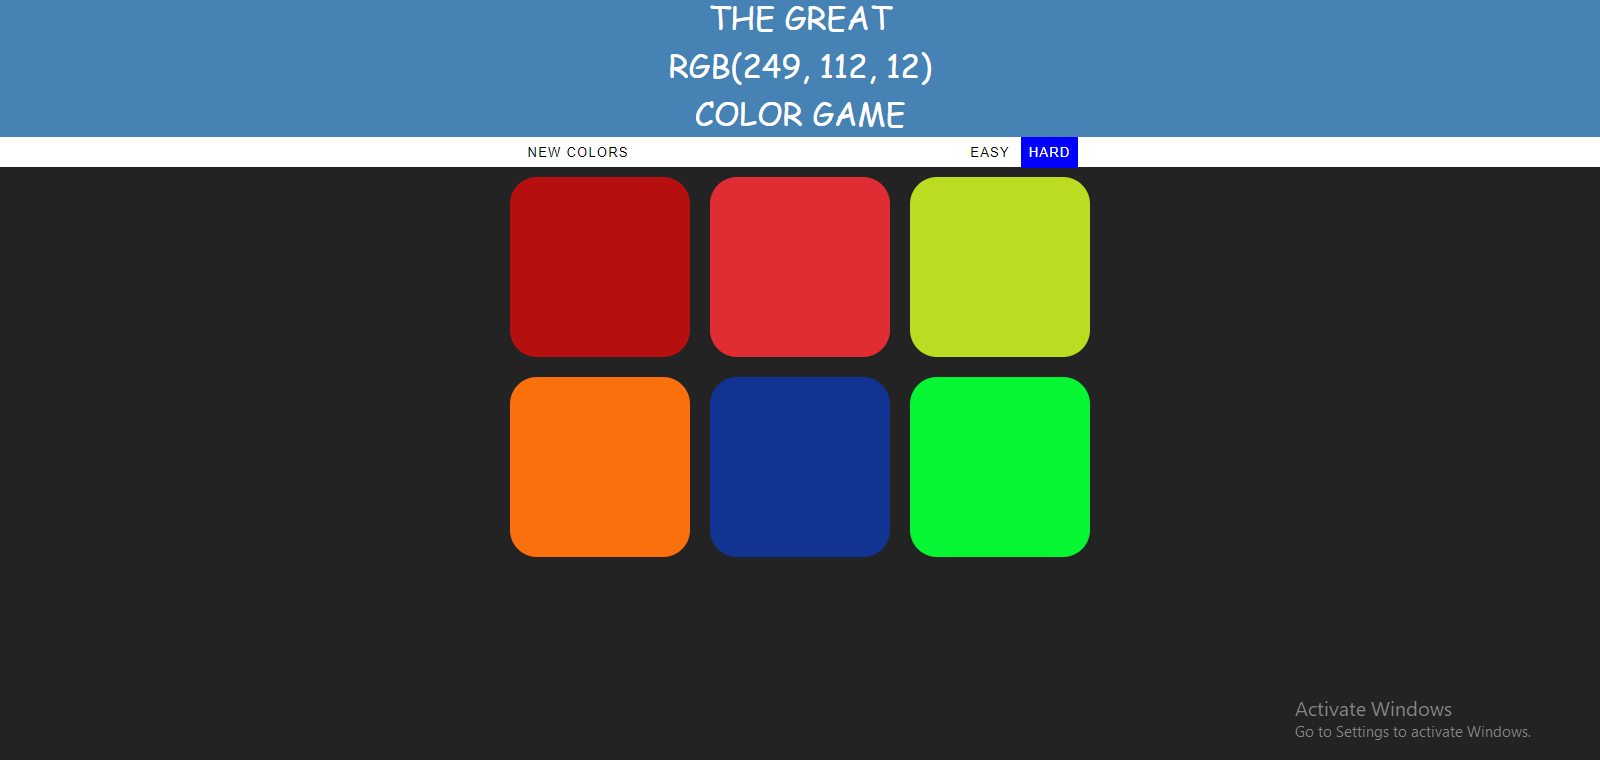 THE GREAT
RGB(249, 112, 12)
COLOR GAME
NEW COLORS EASY HARD
Activate Windows
Go to Settings to activate Windows.